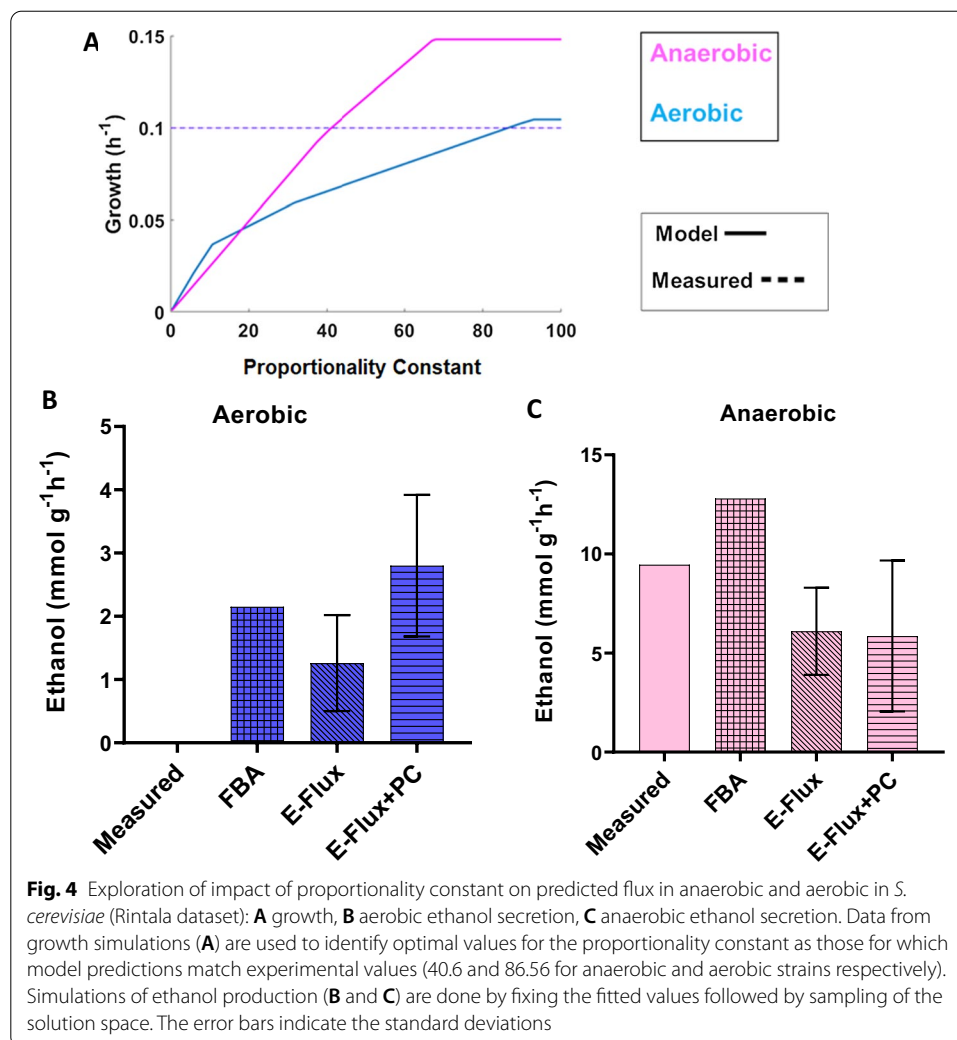 A
0.15
0.1
0.05
0
Growth (h⁻¹)
0 20 40 60 80 100
Proportionality Constant
Anaerobic
Aerobic
Model
Measured
B
Aerobic
5
4
3
2
1
0
Ethanol (mmol g⁻¹h⁻¹)
Measured
FBA
E-Flux
E-Flux+PC
C
Anaerobic
15
10
5
0
Ethanol (mmol g⁻¹h⁻¹)
Measured
FBA
E-Flux
E-Flux+PC
Fig. 4 Exploration of impact of proportionality constant on predicted flux in anaerobic and aerobic in S.
cerevisiae (Rintala dataset): A growth, B aerobic ethanol secretion, C anaerobic ethanol secretion. Data from
growth simulations (A) are used to identify optimal values for the proportionality constant as those for which
model predictions match experimental values (40.6 and 86.56 for anaerobic and aerobic strains respectively).
Simulations of ethanol production (B and C) are done by fixing the fitted values followed by sampling of the
solution space. The error bars indicate the standard deviations